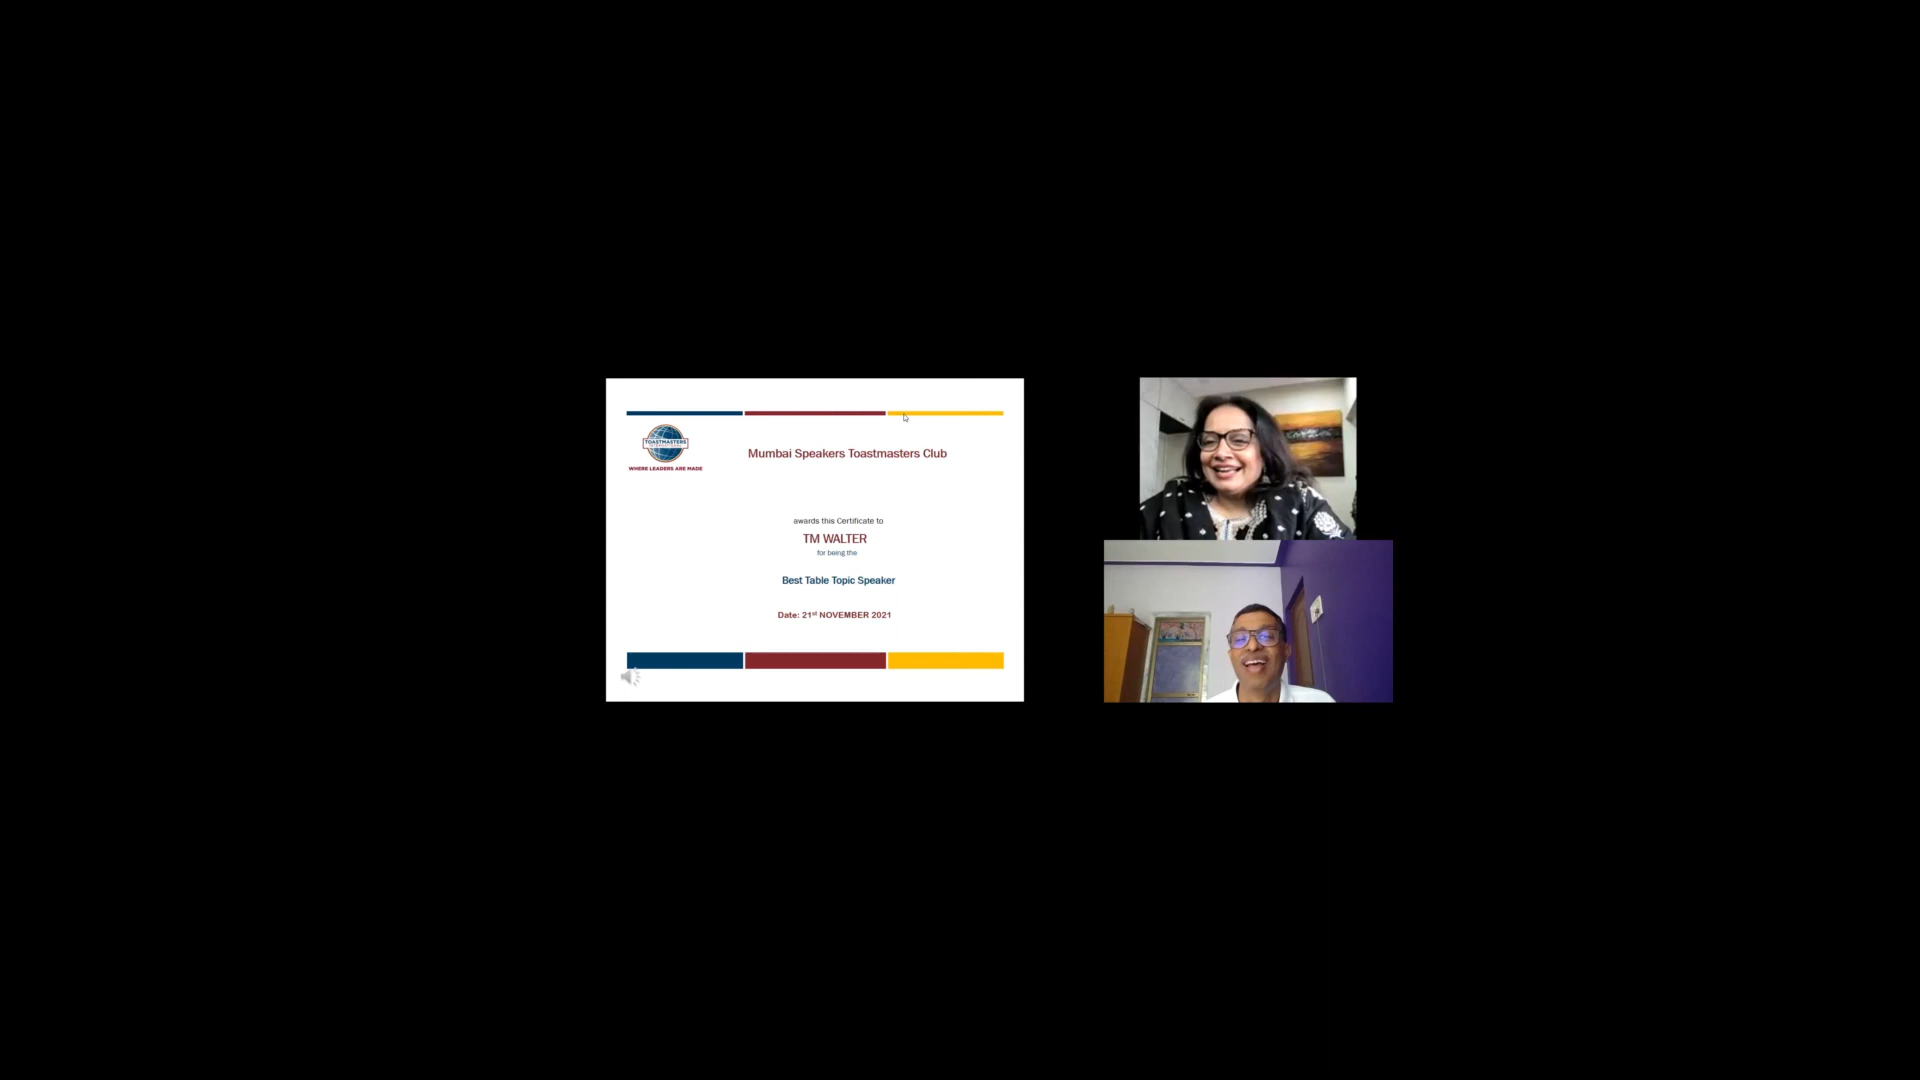 TOASTMASTERS
INTERNATIONAL
WHERE LEADERS ARE MADE
Mumbai Speakers Toastmasters Club
awards this Certificate to
TM WALTER
for being the
Best Table Topic Speaker
Date: 21st NOVEMBER 2021